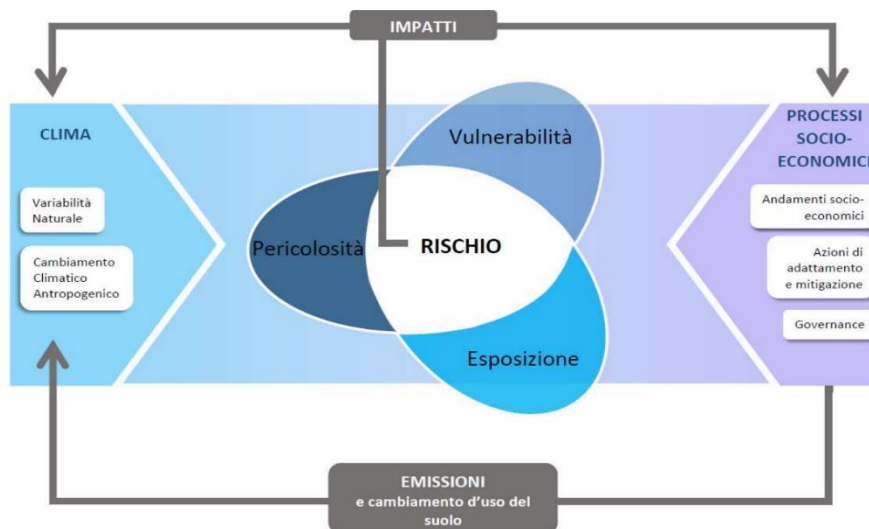 IMPATTI
CLIMA
Variabilità
Naturale
Cambiamento
Climatico
Antropogenico
Vulnerabilità
Pericolosità
RISCHIO
Esposizione
PROCESSI
SOCIO-
ECONOMICI
Andamenti socio-
economici
Azioni di
adattamento
e mitigazione
Governance
EMISSIONI
e cambiamento d'uso del
suolo